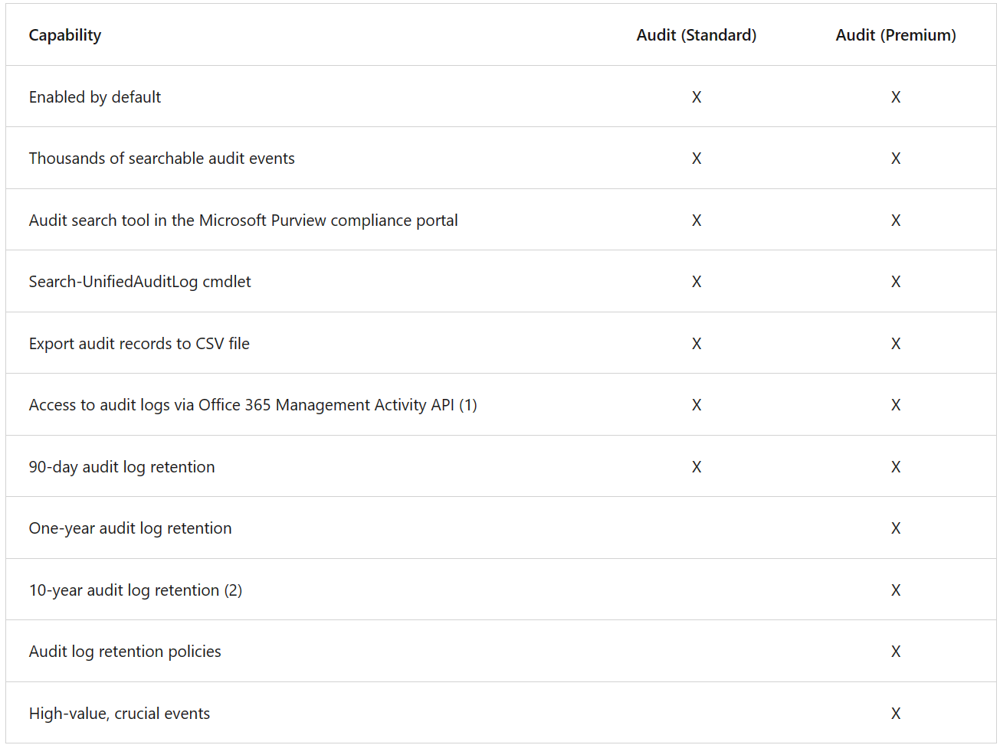 Capability Audit (Standard) Audit (Premium)
Enabled by default X X
Thousands of searchable audit events X X
Audit search tool in the Microsoft Purview compliance portal X X
Search-UnifiedAuditLog cmdlet X X
Export audit records to CSV file X X
Access to audit logs via Office 365 Management Activity API (1) X X
90-day audit log retention X X
One-year audit log retention X
10-year audit log retention (2) X
Audit log retention policies X
High-value, crucial events X